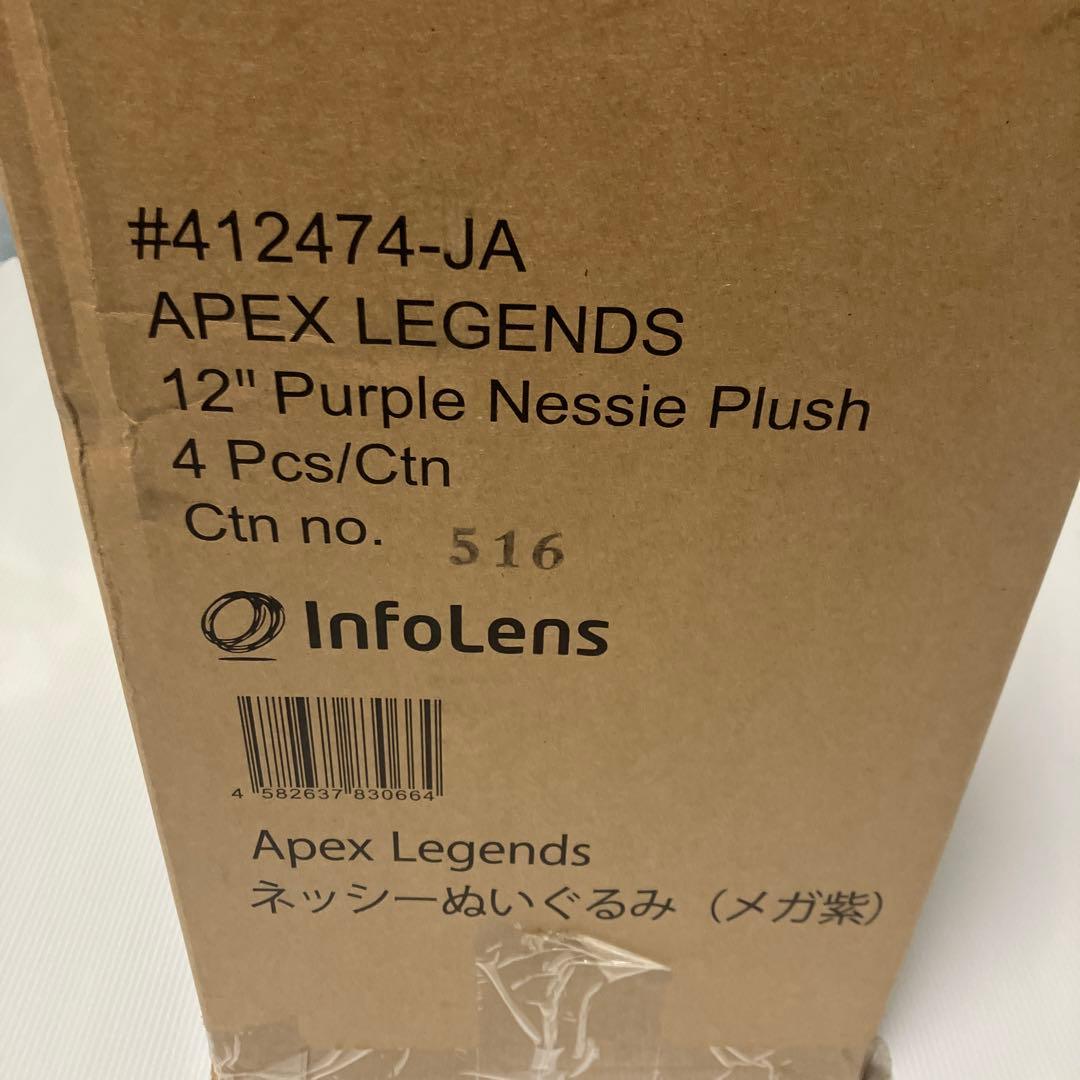 #412474-JA
APEX LEGENDS
12" Purple Nessie Plush
4 Pcs/Ctn
Ctn no. 516
InfoLens
4 582637 830664
Apex Legends
ネッシーぬいぐるみ（メガ紫）